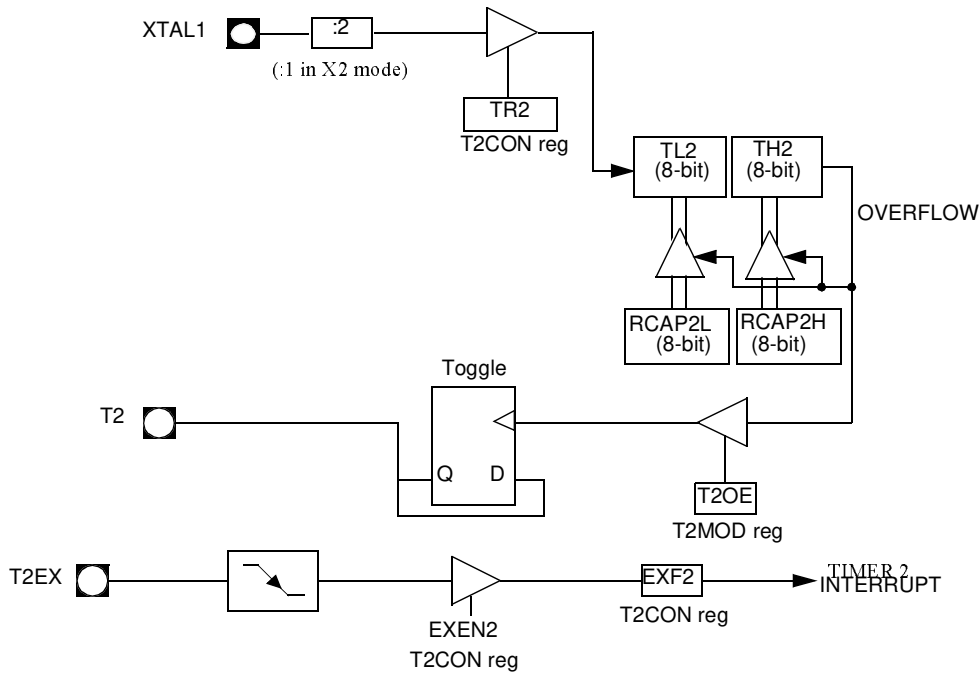 XTAL1
:2
(:1 in X2 mode)
TR2
T2CON reg
TL2
(8-bit)
TH2
(8-bit)
OVERFLOW
RCAP2L
(8-bit)
RCAP2H
(8-bit)
Toggle
T2
Q
D
T2OE
T2MOD reg
T2EX
EXEN2
T2CON reg
EXF2
T2CON reg
TIMER 2
INTERRUPT